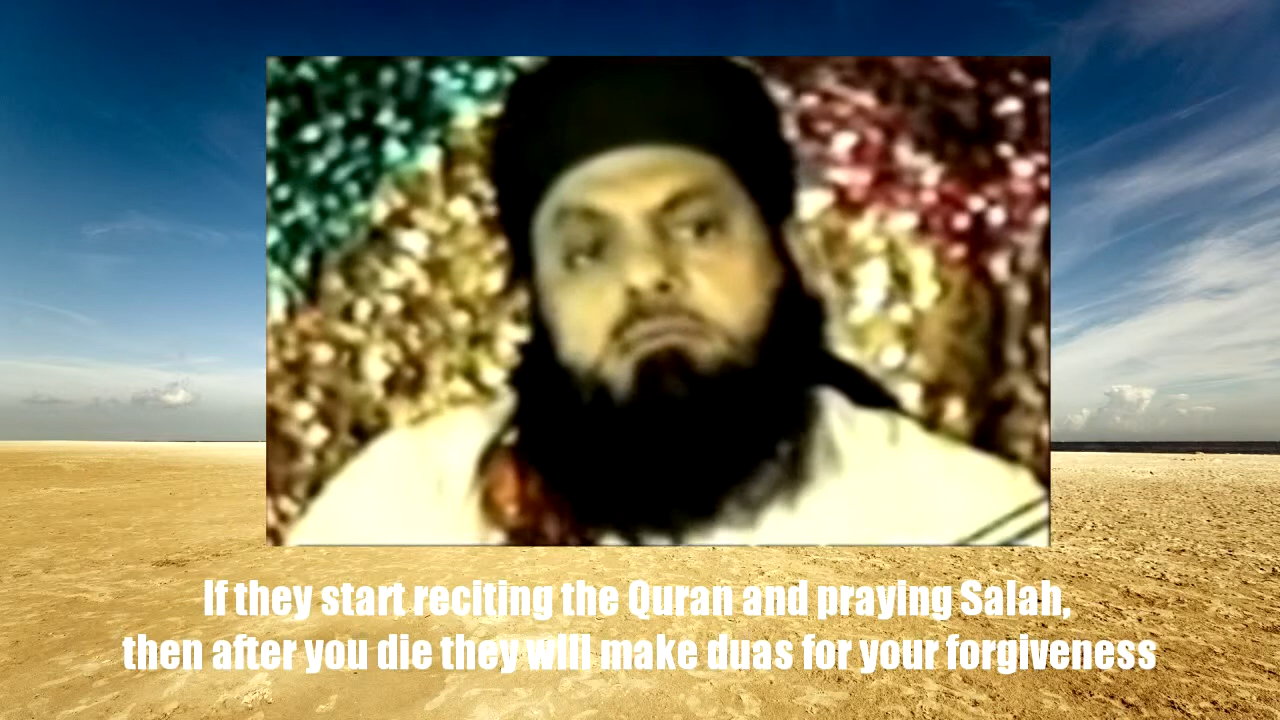 If they start reciting the Quran and praying Salah,
then after you die they will make duas for your forgiveness